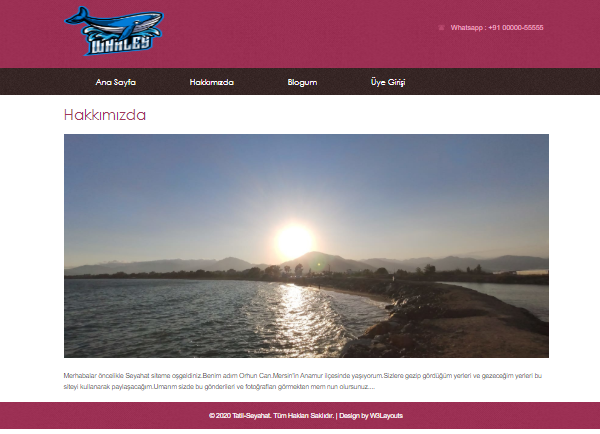 WHALES
Whatsapp : +91 00000-55555
Ana Sayfa
Hakkımızda
Blogum
Üye Girişi
Hakkımızda
Merhabalar öncelikle Seyahat siteme oşgeldiniz.Benim adım Orhun Can.Mersin'in Anamur ilçesinde yaşıyorum.Sizlere gezip gördüğüm yerleri ve gezeceğim yerleri bu
siteyi kullanarak paylaşacağım.Umarım sizde bu gönderileri ve fotoğrafları görmekten mem nun olursunuz....
© 2020 Tatil-Seyahat. Tüm Hakları Saklıdır. | Design by W3Layouts